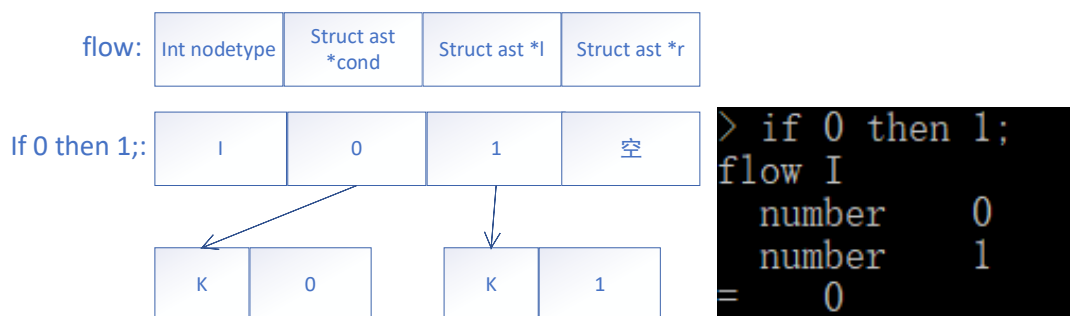 flow:
Int nodetype
Struct ast
*cond
Struct ast *l
Struct ast *r
If 0 then 1;:
I
0
1
空
K
0
K
1
> if 0 then 1;
flow I
number 0
number 1
= 0